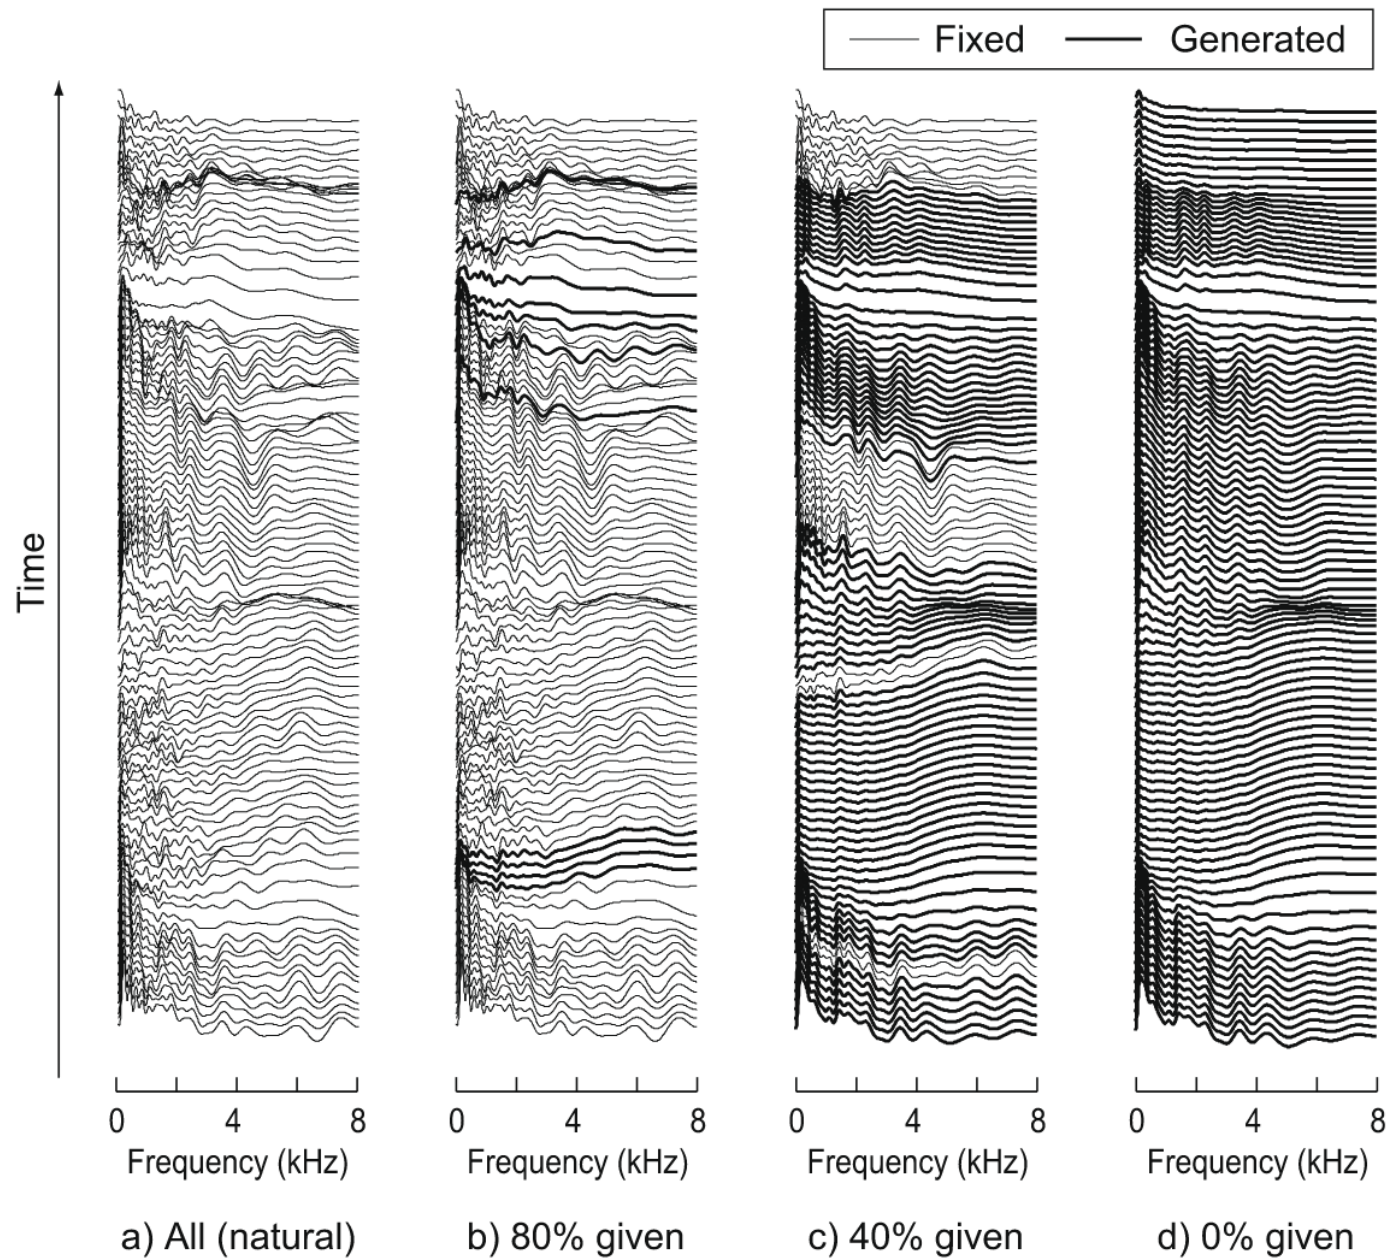 Fixed Generated
Time
0 4 8 0 4 8 0 4 8 0 4 8
Frequency (kHz) Frequency (kHz) Frequency (kHz) Frequency (kHz)
a) All (natural) b) 80% given c) 40% given d) 0% given